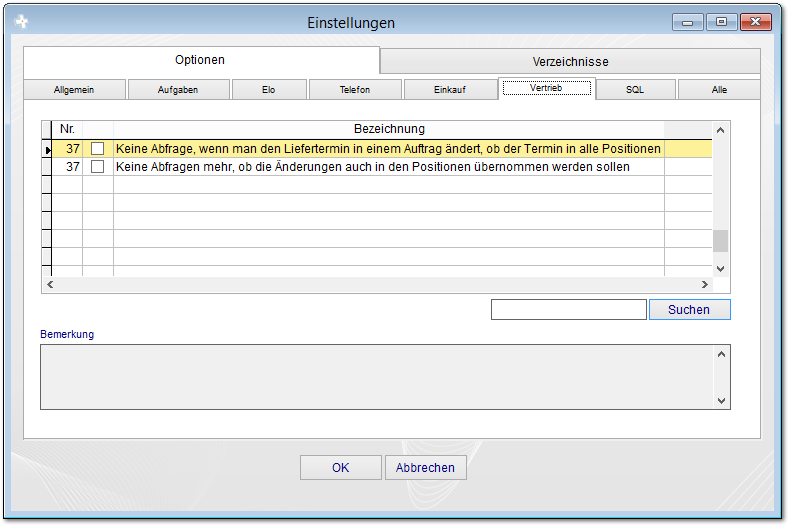 Einstellungen
Optionen
Verzeichnisse
Allgemein
Aufgaben
Elo
Telefon
Einkauf
Vertrieb
SQL
Alle
Nr.
Bezeichnung
37 Keine Abfrage, wenn man den Liefertermin in einem Auftrag ändert, ob der Termin in alle Positionen
37 Keine Abfragen mehr, ob die Änderungen auch in den Positionen übernommen werden sollen
Suchen
Bemerkung
OK
Abbrechen